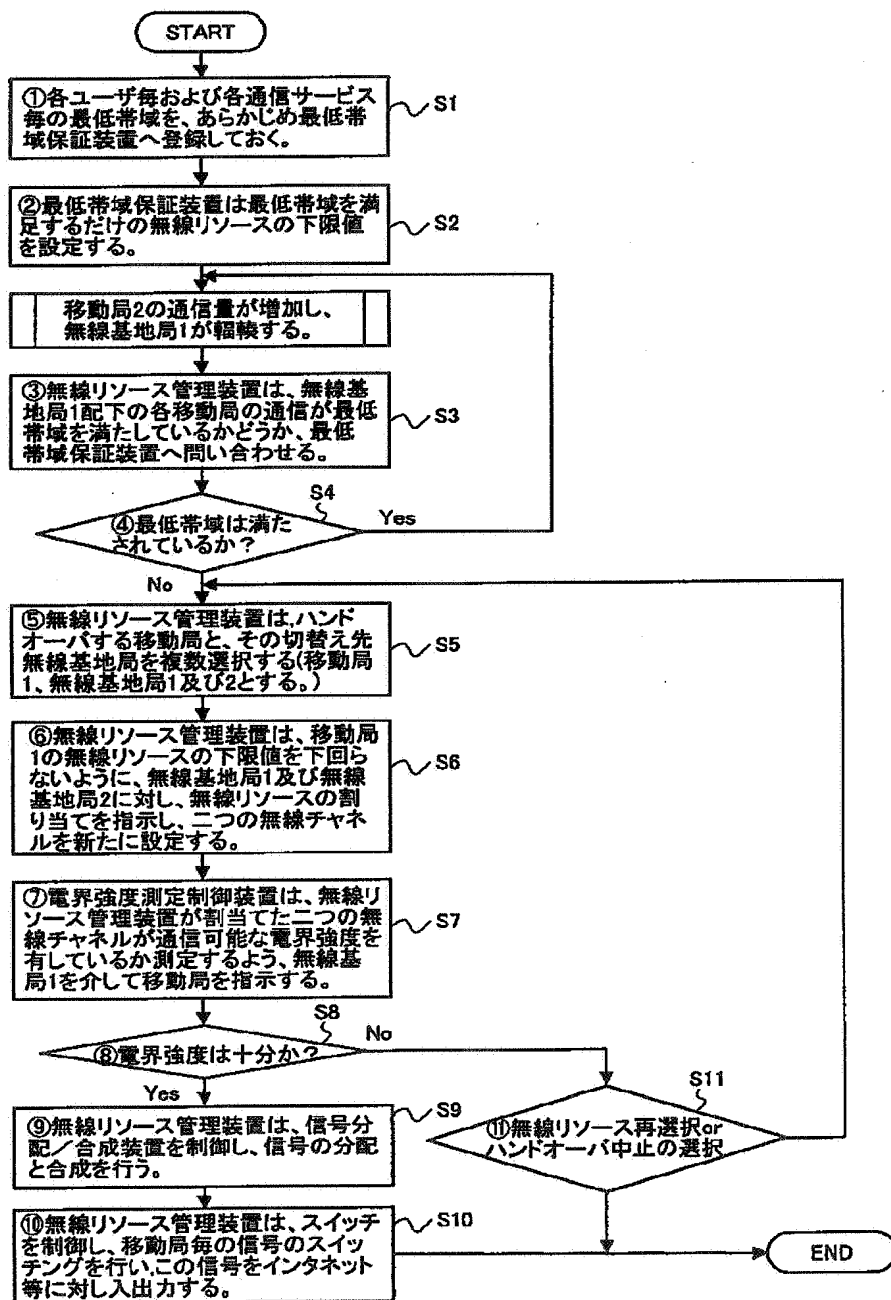 START
①各ユーザ毎および各通信サービス
毎の最低帯域を、あらかじめ最低帯
域保証装置へ登録しておく。
S1
②最低帯域保証装置は最低帯域を満
足するだけの無線リソースの下限値
を設定する。
S2
移動局2の通信量が増加し、
無線基地局1が輻輳する。
③無線リソース管理装置は、無線基
地局1配下の各移動局の通信が最低
帯域を満たしているかどうか、最低
帯域保証装置へ問い合わせる。
S3
S4
④最低帯域は満た
されているか?
Yes
No
⑤無線リソース管理装置は,ハンド
オーバする移動局と、その切替え先
無線基地局を複数選択する(移動局
1、無線基地局1及び2とする。)
S5
⑥無線リソース管理装置は、移動局
1の無線リソースの下限値を下回ら
ないように、無線基地局1及び無線
基地局2に対し、無線リソースの割
り当てを指示し、二つの無線チャネ
ルを新たに設定する。
S6
⑦電界強度測定制御装置は、無線リ
ソース管理装置が割当てた二つの無
線チャネルが通信可能な電界強度を
有しているか測定するよう、無線基
局1を介して移動局を指示する。
S7
S8
⑧電界強度は十分か?
No
Yes
⑨無線リソース管理装置は、信号分
配/合成装置を制御し、信号の分配
と合成を行う。
S9
S11
⑪無線リソース再選択or
ハンドオーバ中止の選択
⑩無線リソース管理装置は、スイッチ
を制御し、移動局毎の信号のスイッ
チングを行い,この信号をインタネット
等に対し入出力する。
S10
END